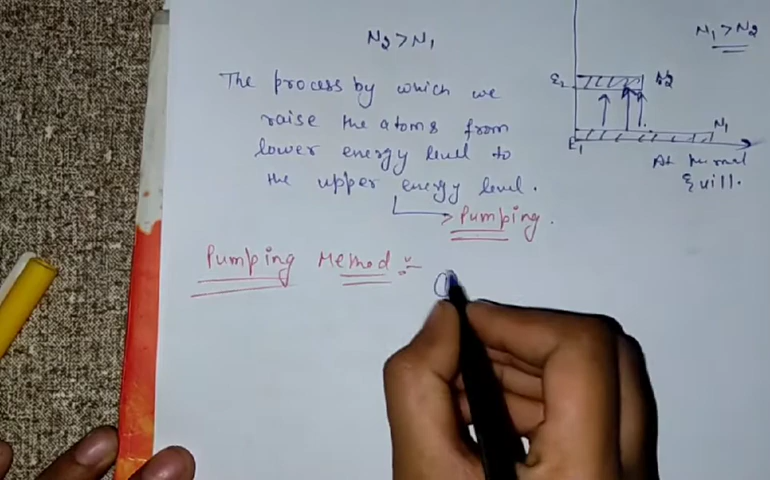 N2 > N1
The process by which we
raise the atoms from
lower energy level to
the upper energy level.
Pumping.
Pumping Method :-
N1 > N2
E2
N2
N1
E1
At thermal
Equill.